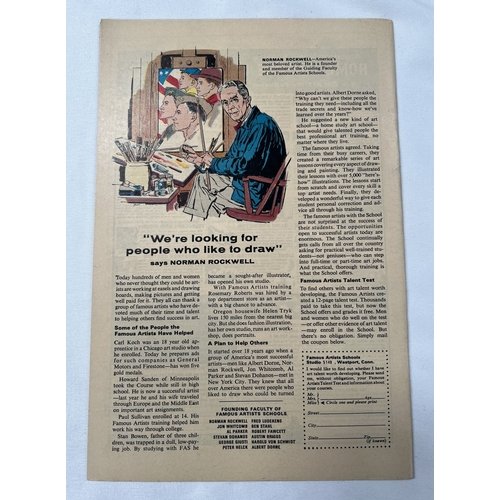 NORMAN ROCKWELL—America's
most beloved artist. He is a founder
and member of the Guiding Faculty
of the Famous Artists Schools.
"We're looking for
people who like to draw"
says NORMAN ROCKWELL
Today hundreds of men and women
who never thought they could be art-
ists are working at easels and drawing
boards, making pictures and getting
well paid for it. They all can thank a
group of famous artists who have de-
voted much of their time and talent
to helping others find success in art.
Some of the People the
Famous Artists Have Helped
Carl Koch was an 18 year old ap-
prentice in a Chicago art studio when
he enrolled. Today he prepares ads
for such companies as General
Motors and Firestone—has won five
gold medals.
Howard Sanden of Minneapolis
took the Course while still in high
school. He is now a successful artist
—last year he and his wife traveled
through Europe and the Middle East
on important art assignments.
Paul Sullivan enrolled at 14. His
Famous Artists training helped him
work his way through college.
Stan Bowen, father of three chil-
dren, was trapped in a dull, low-pay-
ing job. By studying with FAS he
became a sought-after illustrator,
has opened his own studio.
With Famous Artists training
Rosemary Roberts was hired by a
top department store as an artist—
with a big chance to advance.
Oregon housewife Helen Tryk
lives 150 miles from the nearest big
city. But she does fashion illustration,
has her own studio, runs an art work-
shop, does portraits.
A Plan to Help Others
It started over 18 years ago when a
group of America's most successful
artists—men like Albert Dorne, Nor-
man Rockwell, Jon Whitcomb, Al
Parker and Stevan Dohanos—met in
New York City. They knew that all
over America there were people who
liked to draw who could be turned
FOUNDING FACULTY OF
FAMOUS ARTISTS SCHOOLS
NORMAN ROCKWELL FRED LUDEKENS
JON WHITCOMB BEN STAHL
AL PARKER ROBERT FAWCETT
STEVAN DOHANOS AUSTIN BRIGGS
GEORGE GIUSTI HAROLD VON SCHMIDT
PETER HELCK ALBERT DORNE
into good artists. Albert Dorne asked,
"Why can't we give these people the
training they need—including all the
trade secrets and know-how we've
learned over the years?"
He suggested a new kind of art
school—a home study art school—
that would give talented people the
best professional art training, no
matter where they live.
The famous artists agreed. Taking
time from their busy careers, they
created a remarkable series of art
lessons covering every aspect of draw-
ing and painting. They illustrated
their lessons with over 5,000 "here's-
how" illustrations. The lessons start
from scratch and cover every skill a
top artist needs. Finally, they de-
veloped a wonderful way to give each
student personal correction and ad-
vice all through his training.
The famous artists with the School
are not surprised at the success of
their students. The opportunities
open to successful artists today are
enormous. The School continually
gets calls from all over the country
asking for practical well-trained stu-
dents—not geniuses—who can step
into full-time or part-time art jobs.
And practical, thorough training is
what the School offers.
Famous Artists Talent Test
To find others with art talent worth
developing, the Famous Artists cre-
ated a 12-page talent test. Thousands
paid to take this test, but now the
School offers and grades it free. Men
and women who do well on the test
—or offer other evidence of art talent
—may enroll in the School. But
there's no obligation. Simply mail
the coupon below.
Famous Artists Schools
Westport, Conn.
I would like to find out whether I have
art talent worth developing. Please send
me, without obligation, your Famous
Artists Talent Test and information about
your courses.
Mr.
Mrs. Age
Miss Circle one and please print
Street
City
State Zip